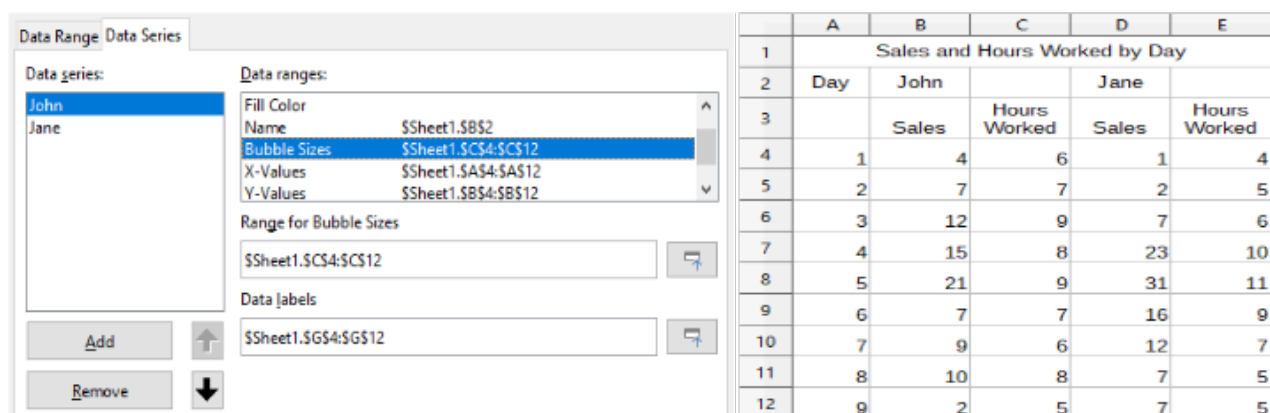 Data Range Data Series
Data series:
John
Jane
Add
Remove
Data ranges:
Fill Color
Name $Sheet1.$B$2
Bubble Sizes $Sheet1.$C$4:$C$12
X-Values $Sheet1.$A$4:$A$12
Y-Values $Sheet1.$B$4:$B$12
Range for Bubble Sizes
$Sheet1.$C$4:$C$12
Data labels
$Sheet1.$G$4:$G$12
A B C D E
1 Sales and Hours Worked by Day
2 Day John Jane
3 Sales Hours Worked Sales Hours Worked
4 1 4 6 1 4
5 2 7 7 2 5
6 3 12 9 7 6
7 4 15 8 23 10
8 5 21 9 31 11
9 6 7 7 16 9
10 7 9 6 12 7
11 8 10 8 7 5
12 9 2 5 7 5